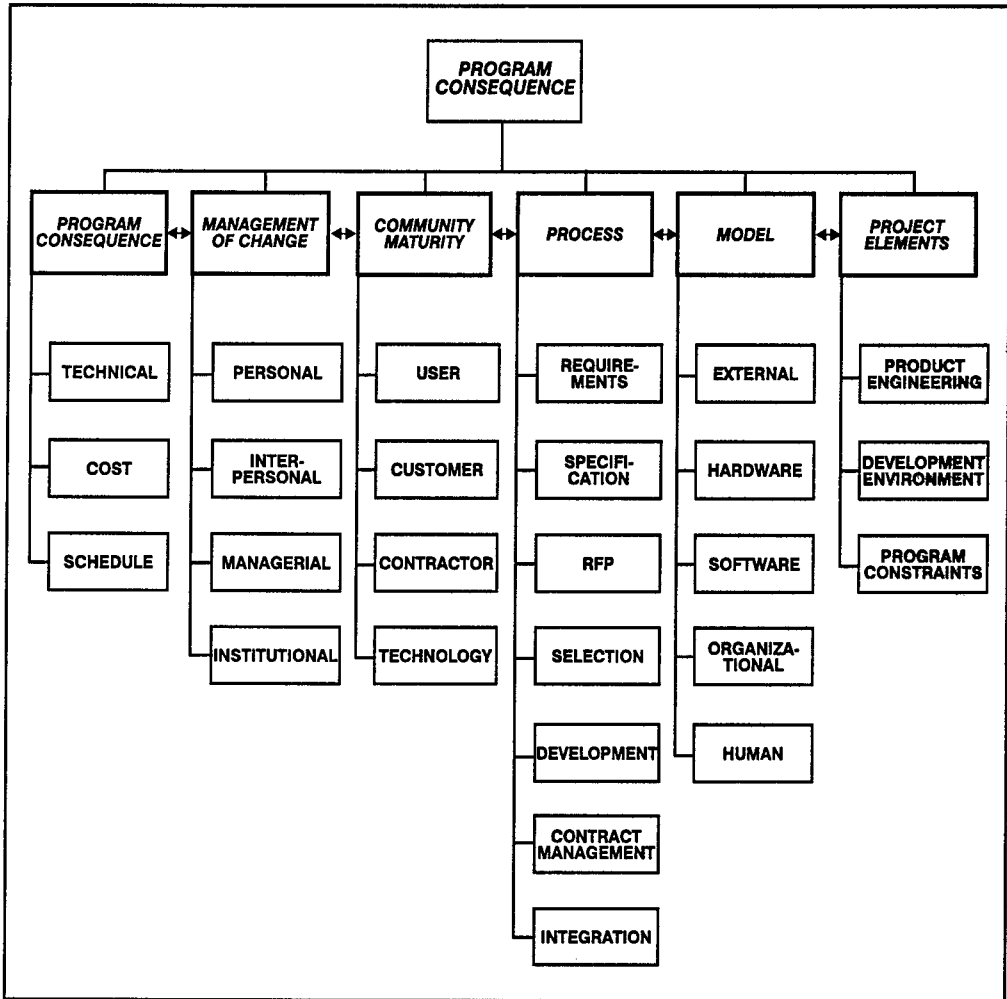 PROGRAM
CONSEQUENCE
PROGRAM
CONSEQUENCE
MANAGEMENT
OF CHANGE
COMMUNITY
MATURITY
PROCESS
MODEL
PROJECT
ELEMENTS
TECHNICAL
COST
SCHEDULE
PERSONAL
INTER-
PERSONAL
MANAGERIAL
INSTITUTIONAL
USER
CUSTOMER
CONTRACTOR
TECHNOLOGY
REQUIRE-
MENTS
SPECIFI-
CATION
RFP
SELECTION
DEVELOPMENT
CONTRACT
MANAGEMENT
INTEGRATION
EXTERNAL
HARDWARE
SOFTWARE
ORGANIZA-
TIONAL
HUMAN
PRODUCT
ENGINEERING
DEVELOPMENT
ENVIRONMENT
PROGRAM
CONSTRAINTS